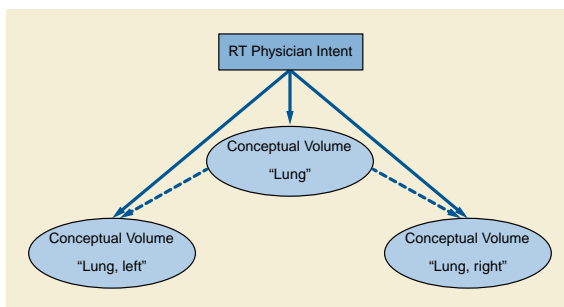 RT Physician Intent
Conceptual Volume
“Lung”
Conceptual Volume
“Lung, left”
Conceptual Volume
“Lung, right”